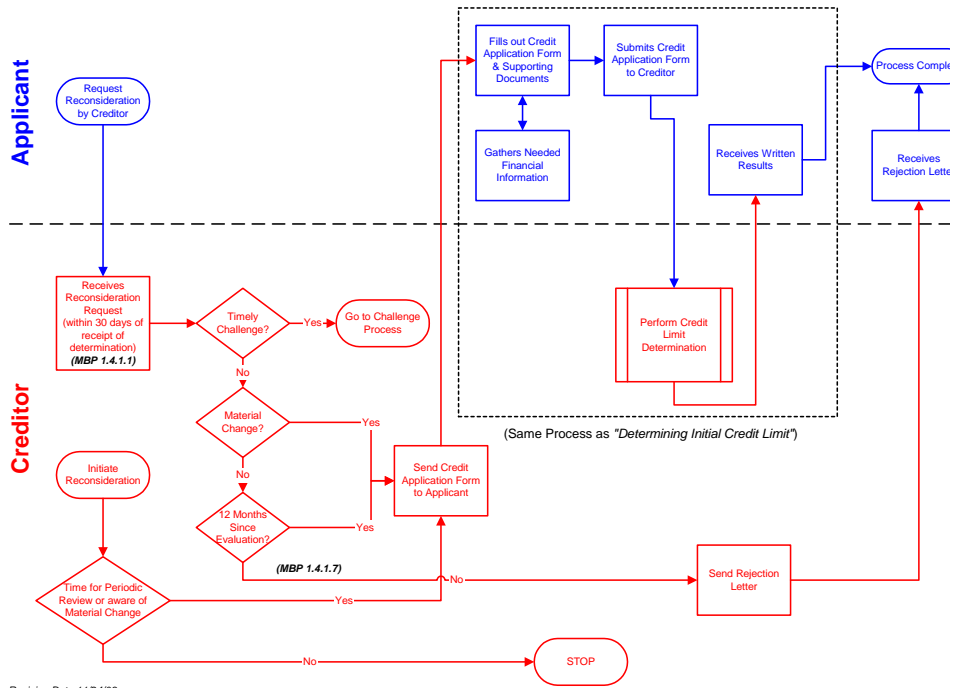 Applicant
Request
Reconsideration
by Creditor
Fills out Credit
Application Form
& Supporting
Documents
Submits Credit
Application Form
to Creditor
Gathers Needed
Financial
Information
Receives Written
Results
Process Comple
Receives
Rejection Lette
Creditor
Receives
Reconsideration
Request
(within 30 days of
receipt of
determination)
(MBP 1.4.1.1)
Timely
Challenge?
Yes
Go to Challenge
Process
No
Material
Change?
Yes
No
12 Months
Since
Evaluation?
Yes
(MBP 1.4.1.7)
No
Send Credit
Application Form
to Applicant
Perform Credit
Limit
Determination
(Same Process as "Determining Initial Credit Limit")
Initiate
Reconsideration
Time for Periodic
Review or aware of
Material Change
Yes
No
STOP
Send Rejection
Letter